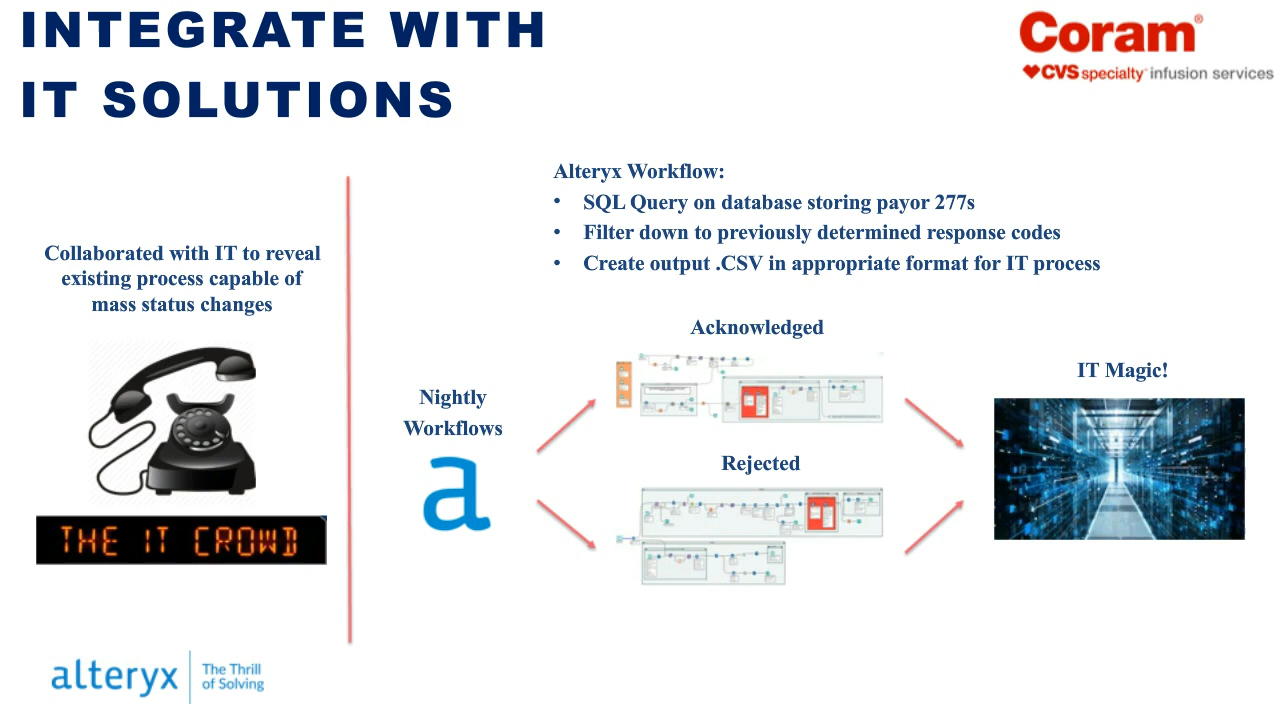 INTEGRATE WITH
IT SOLUTIONS
Coram®
CVS specialty™ infusion services
Alteryx Workflow:
• SQL Query on database storing payor 277s
• Filter down to previously determined response codes
• Create output .CSV in appropriate format for IT process
Collaborated with IT to reveal
existing process capable of
mass status changes
THE IT CROWD
Nightly
Workflows
a
Acknowledged
Rejected
IT Magic!
alteryx
The Thrill
of Solving